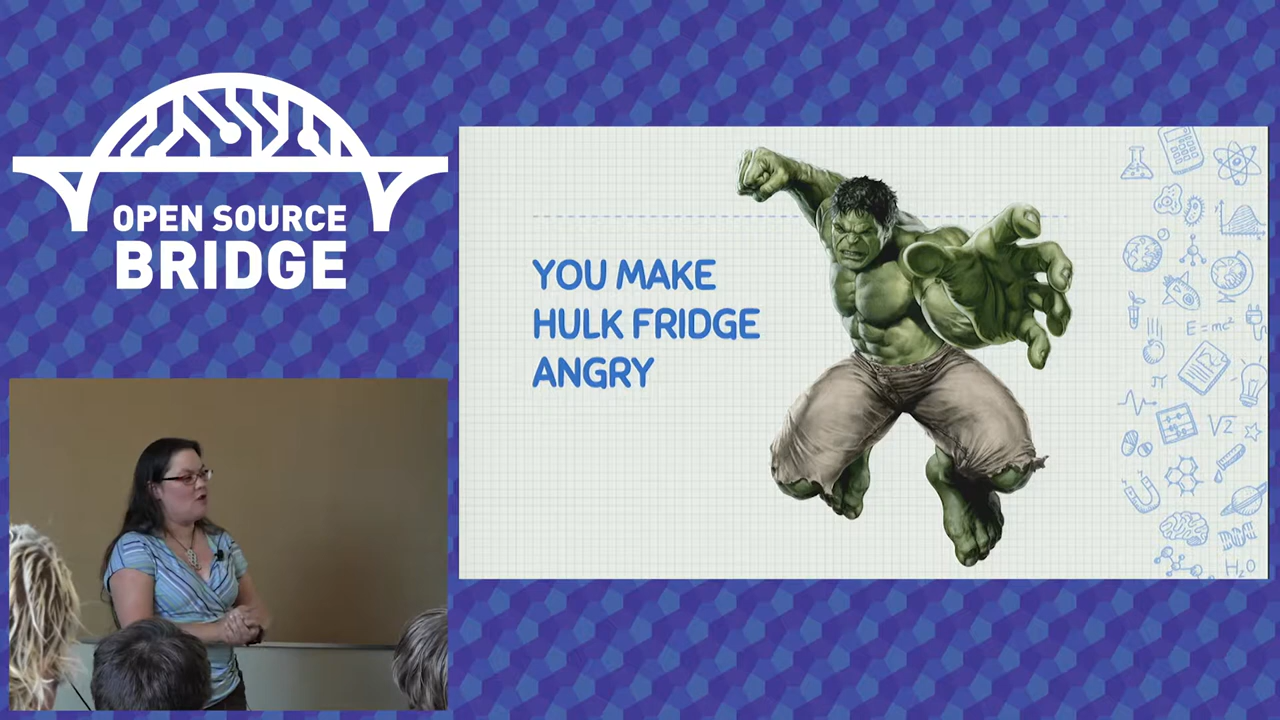 OPEN SOURCE
BRIDGE
YOU MAKE
HULK FRIDGE
ANGRY
E=mc²
π
√2
H₂O